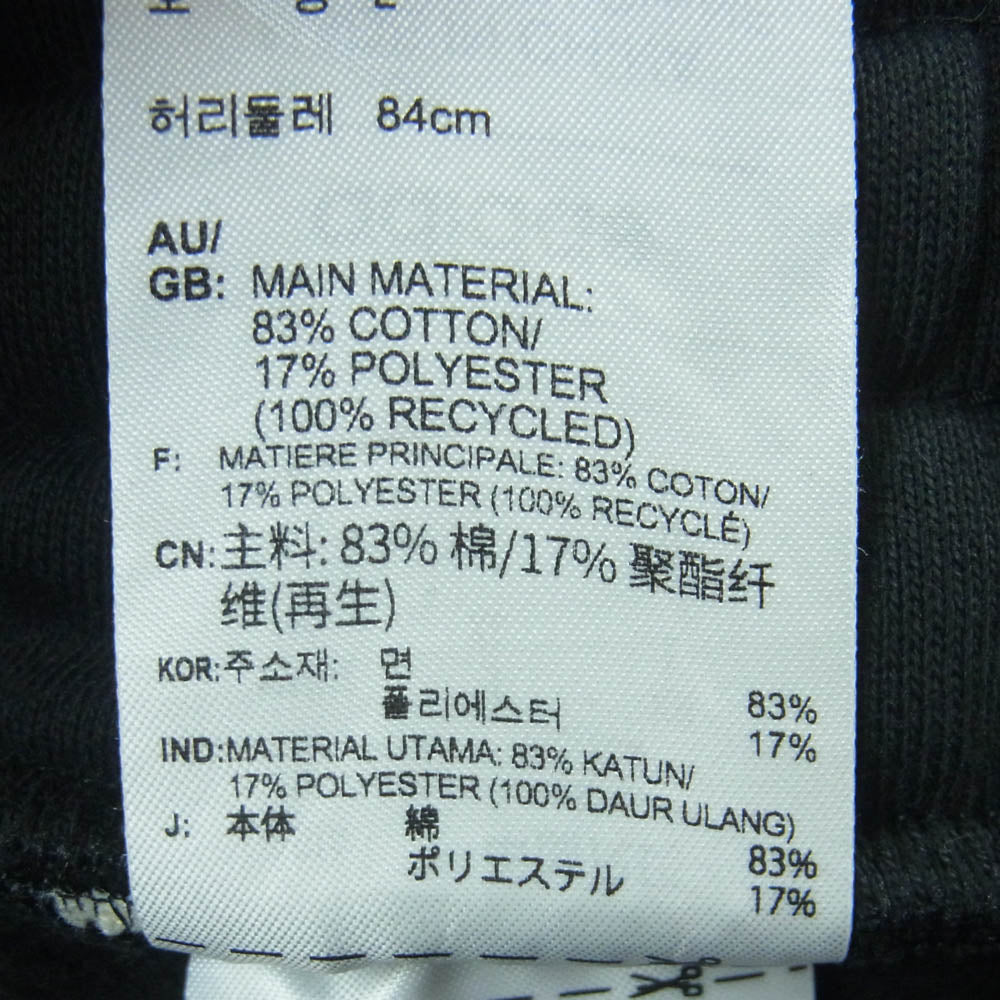 허리둘레 84cm
AU/
GB: MAIN MATERIAL:
83% COTTON/
17% POLYESTER
(100% RECYCLED)
F: MATIERE PRINCIPALE: 83% COTON/
17% POLYESTER (100% RECYCLÉ)
CN: 主料: 83% 棉/17% 聚酯纤
维(再生)
KOR: 주소재: 면
폴리에스터 83%
17%
IND: MATERIAL UTAMA: 83% KATUN/
17% POLYESTER (100% DAUR ULANG)
J: 本体 綿
ポリエステル 83%
17%